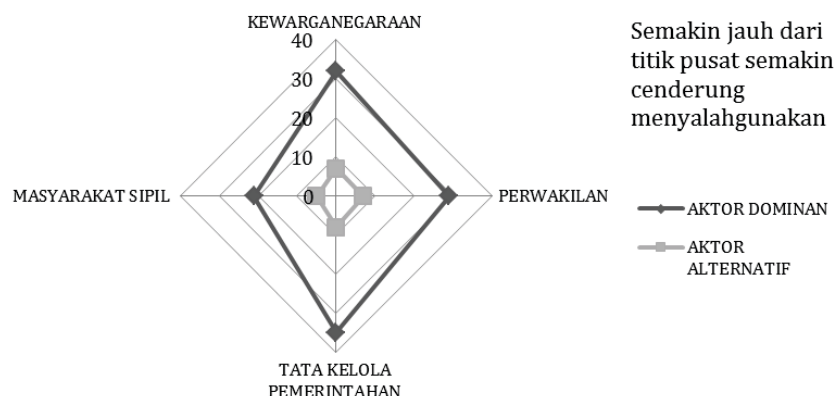 KEWARGANEGARAAN
40
30
20
10
0
MASYARAKAT SIPIL
PERWAKILAN
TATA KELOLA
PEMERINTAHAN
Semakin jauh dari
titik pusat semakin
cenderung
menyalahgunakan
AKTOR DOMINAN
AKTOR
ALTERNATIF